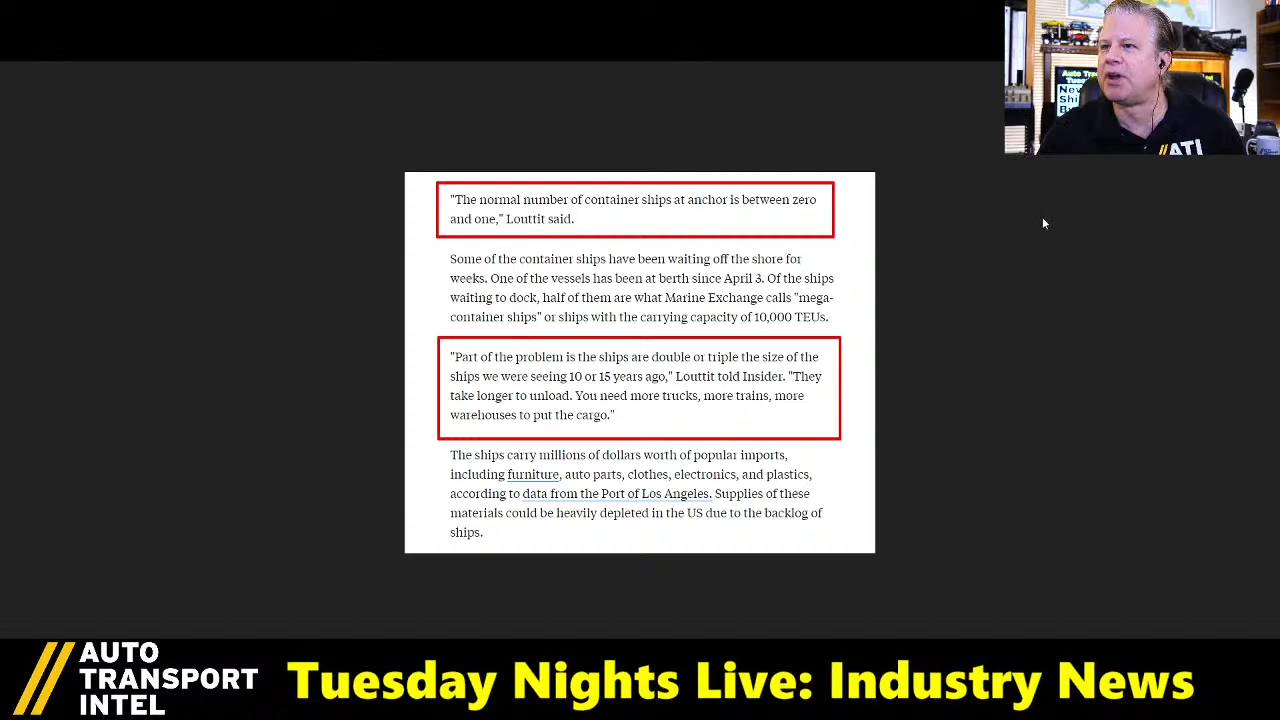 Auto Tra
Tue
New
Shi
B
//ATI
"The normal number of container ships at anchor is between zero
and one," Louttit said.
Some of the container ships have been waiting off the shore for
weeks. One of the vessels has been at berth since April 3. Of the ships
waiting to dock, half of them are what Marine Exchange calls "mega-
container ships" or ships with the carrying capacity of 10,000 TEUs.
"Part of the problem is the ships are double or triple the size of the
ships we were seeing 10 or 15 years ago," Louttit told Insider. "They
take longer to unload. You need more trucks, more trains, more
warehouses to put the cargo."
The ships carry millions of dollars worth of popular imports,
including furniture, auto parts, clothes, electronics, and plastics,
according to data from the Port of Los Angeles. Supplies of these
materials could be heavily depleted in the US due to the backlog of
ships.
// AUTO
TRANSPORT
INTEL
Tuesday Nights Live: Industry News